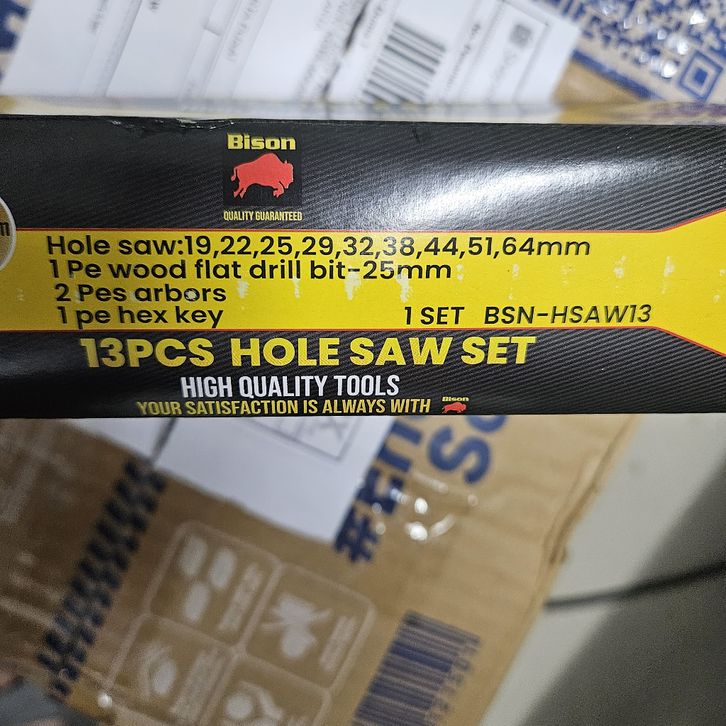 Bison
QUALITY GUARANTEED
Hole saw:19,22,25,29,32,38,44,51,64mm
1 Pe wood flat drill bit-25mm
2 Pes arbors
1 pe hex key
1 SET BSN-HSAW13
13PCS HOLE SAW SET
HIGH QUALITY TOOLS
YOUR SATISFACTION IS ALWAYS WITH Bison